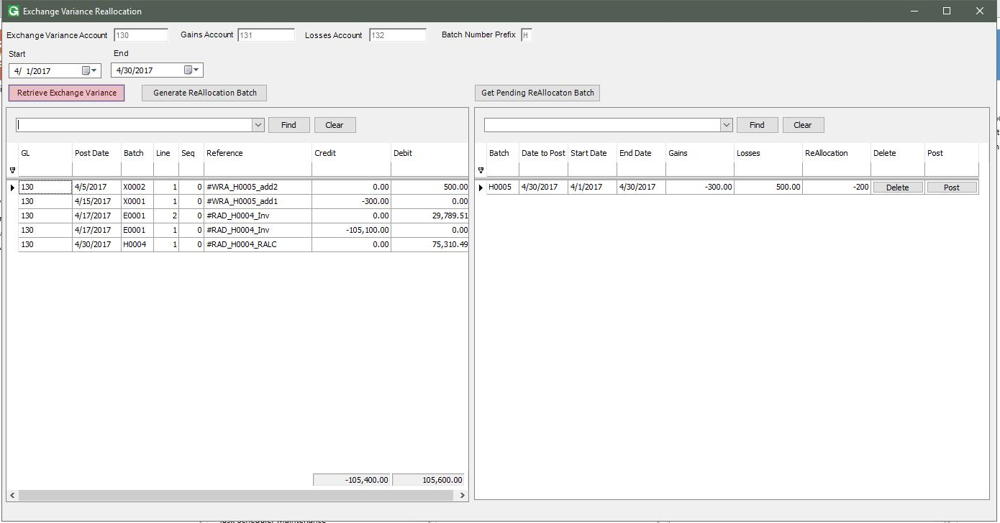 G Exchange Variance Reallocation
Exchange Variance Account 130 Gains Account 131 Losses Account 132 Batch Number Prefix H
Start End
4/ 1/2017 4/30/2017
Retrieve Exchange Variance Generate ReAllocation Batch Get Pending ReAllocaton Batch
Find Clear Find Clear
GL Post Date Batch Line Seq Reference Credit Debit Batch Date to Post Start Date End Date Gains Losses ReAllocation Delete Post
130 4/5/2017 X0002 1 0 #WRA_H0005_add2 0.00 500.00 H0005 4/30/2017 4/1/2017 4/30/2017 -300.00 500.00 -200 Delete Post
130 4/15/2017 X0001 1 0 #WRA_H0005_add1 -300.00 0.00
130 4/17/2017 E0001 2 0 #RAD_H0004_Inv 0.00 29,789.51
130 4/17/2017 E0001 1 0 #RAD_H0004_Inv -105,100.00 0.00
130 4/30/2017 H0004 1 0 #RAD_H0004_RALC 0.00 75,310.49
-105,400.00 105,600.00
Task Scheduler Maintenance